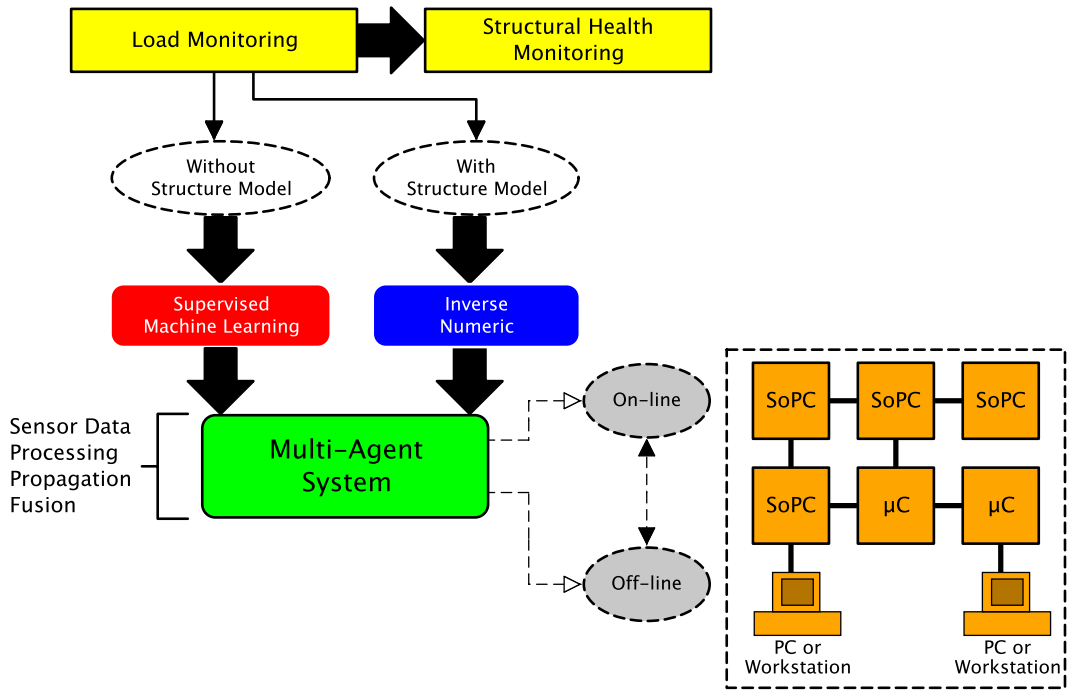 Load Monitoring
Structural Health
Monitoring
Without
Structure Model
With
Structure Model
Supervised
Machine Learning
Inverse
Numeric
Sensor Data
Processing
Propagation
Fusion
Multi-Agent
System
On-line
Off-line
SoPC
SoPC
SoPC
SoPC
µC
µC
PC or
Workstation
PC or
Workstation